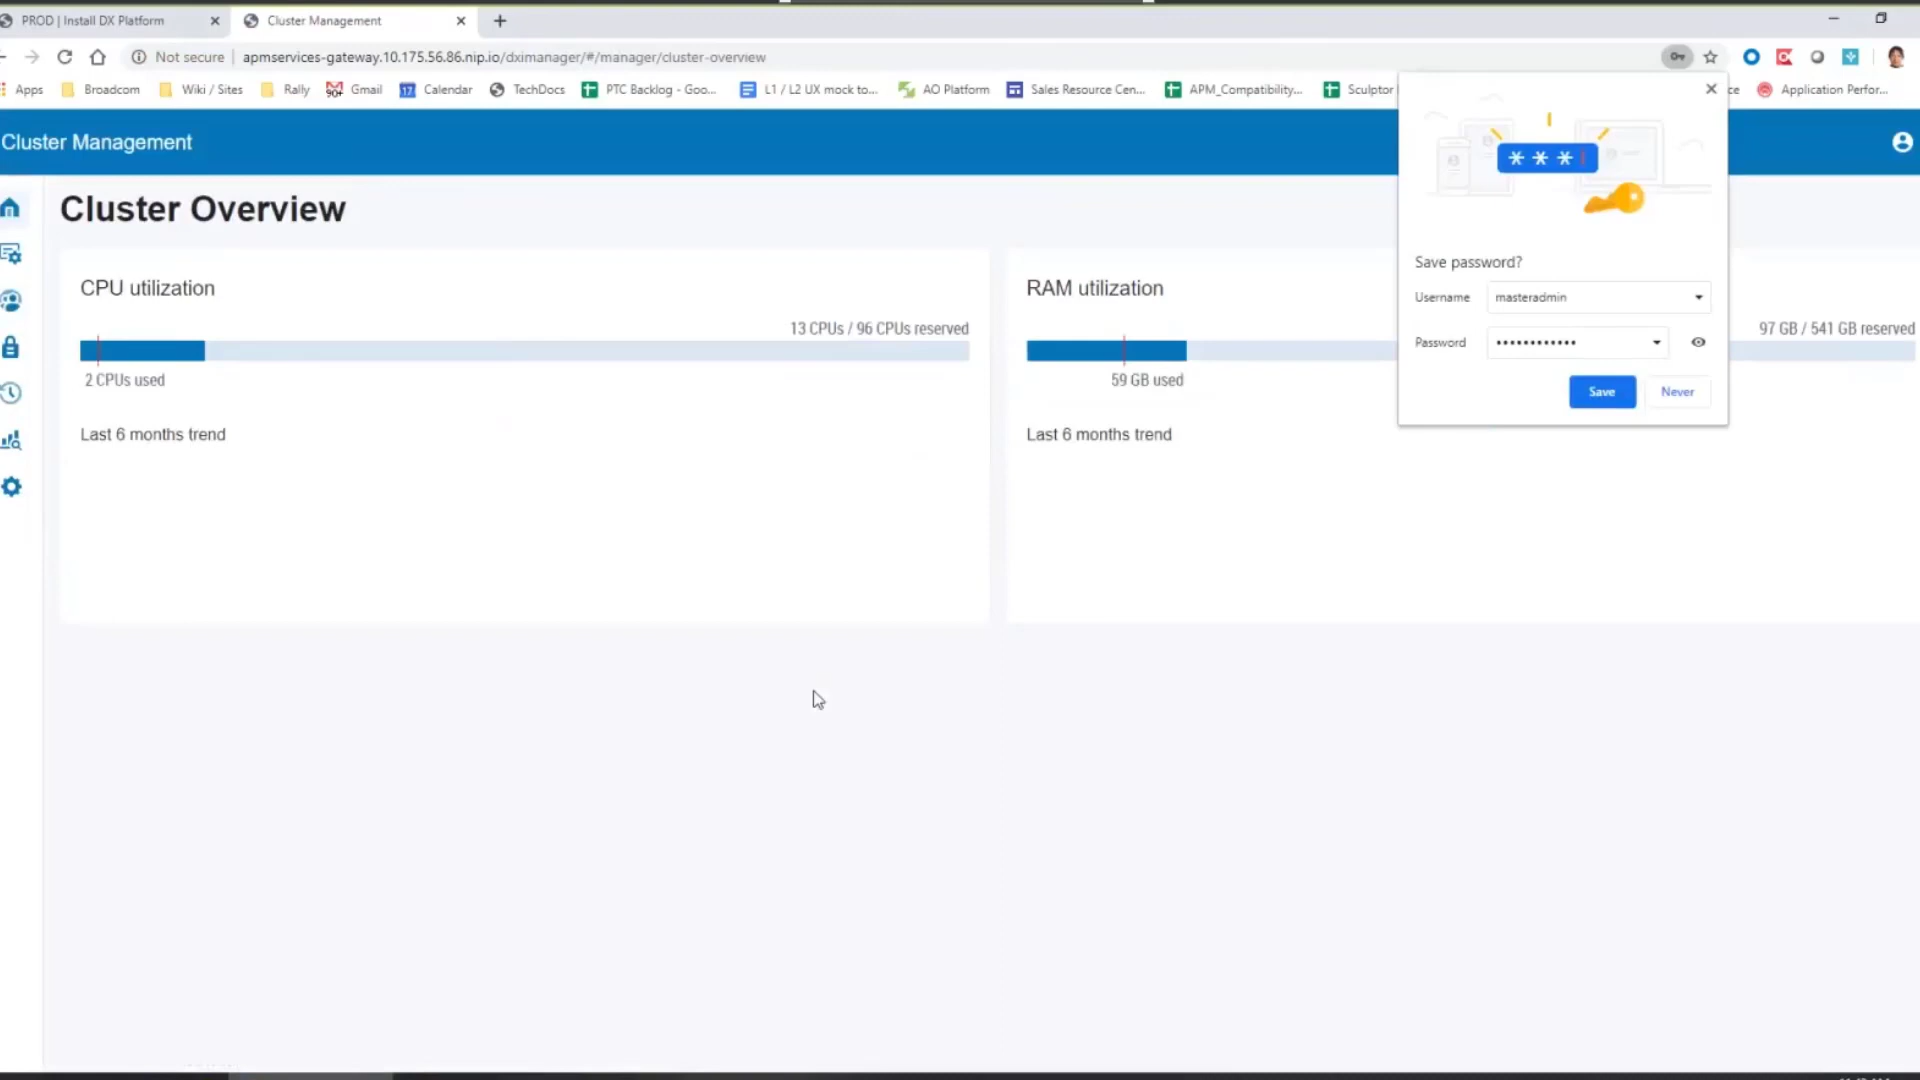 PROD | Install DX Platform
Cluster Management
Not secure
apmservices-gateway.10.175.56.86.nip.io/dximanager/#/manager/cluster-overview
Apps
Broadcom
Wiki / Sites
Rally
Gmail
Calendar
TechDocs
PTC Backlog - Goo...
L1 / L2 UX mock to...
AO Platform
Sales Resource Cen...
APM_Compatibility...
Sculptor
ce
Application Perfor...
Cluster Management
Cluster Overview
CPU utilization
13 CPUs / 96 CPUs reserved
2 CPUs used
Last 6 months trend
RAM utilization
97 GB / 541 GB reserved
59 GB used
Last 6 months trend
***
Save password?
Username
masteradmin
Password
••••••••••••
Save
Never